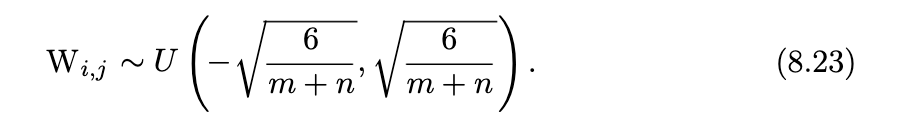 W_{i,j} ∼ U(−√(6/(m + n)), √(6/(m + n))). (8.23)